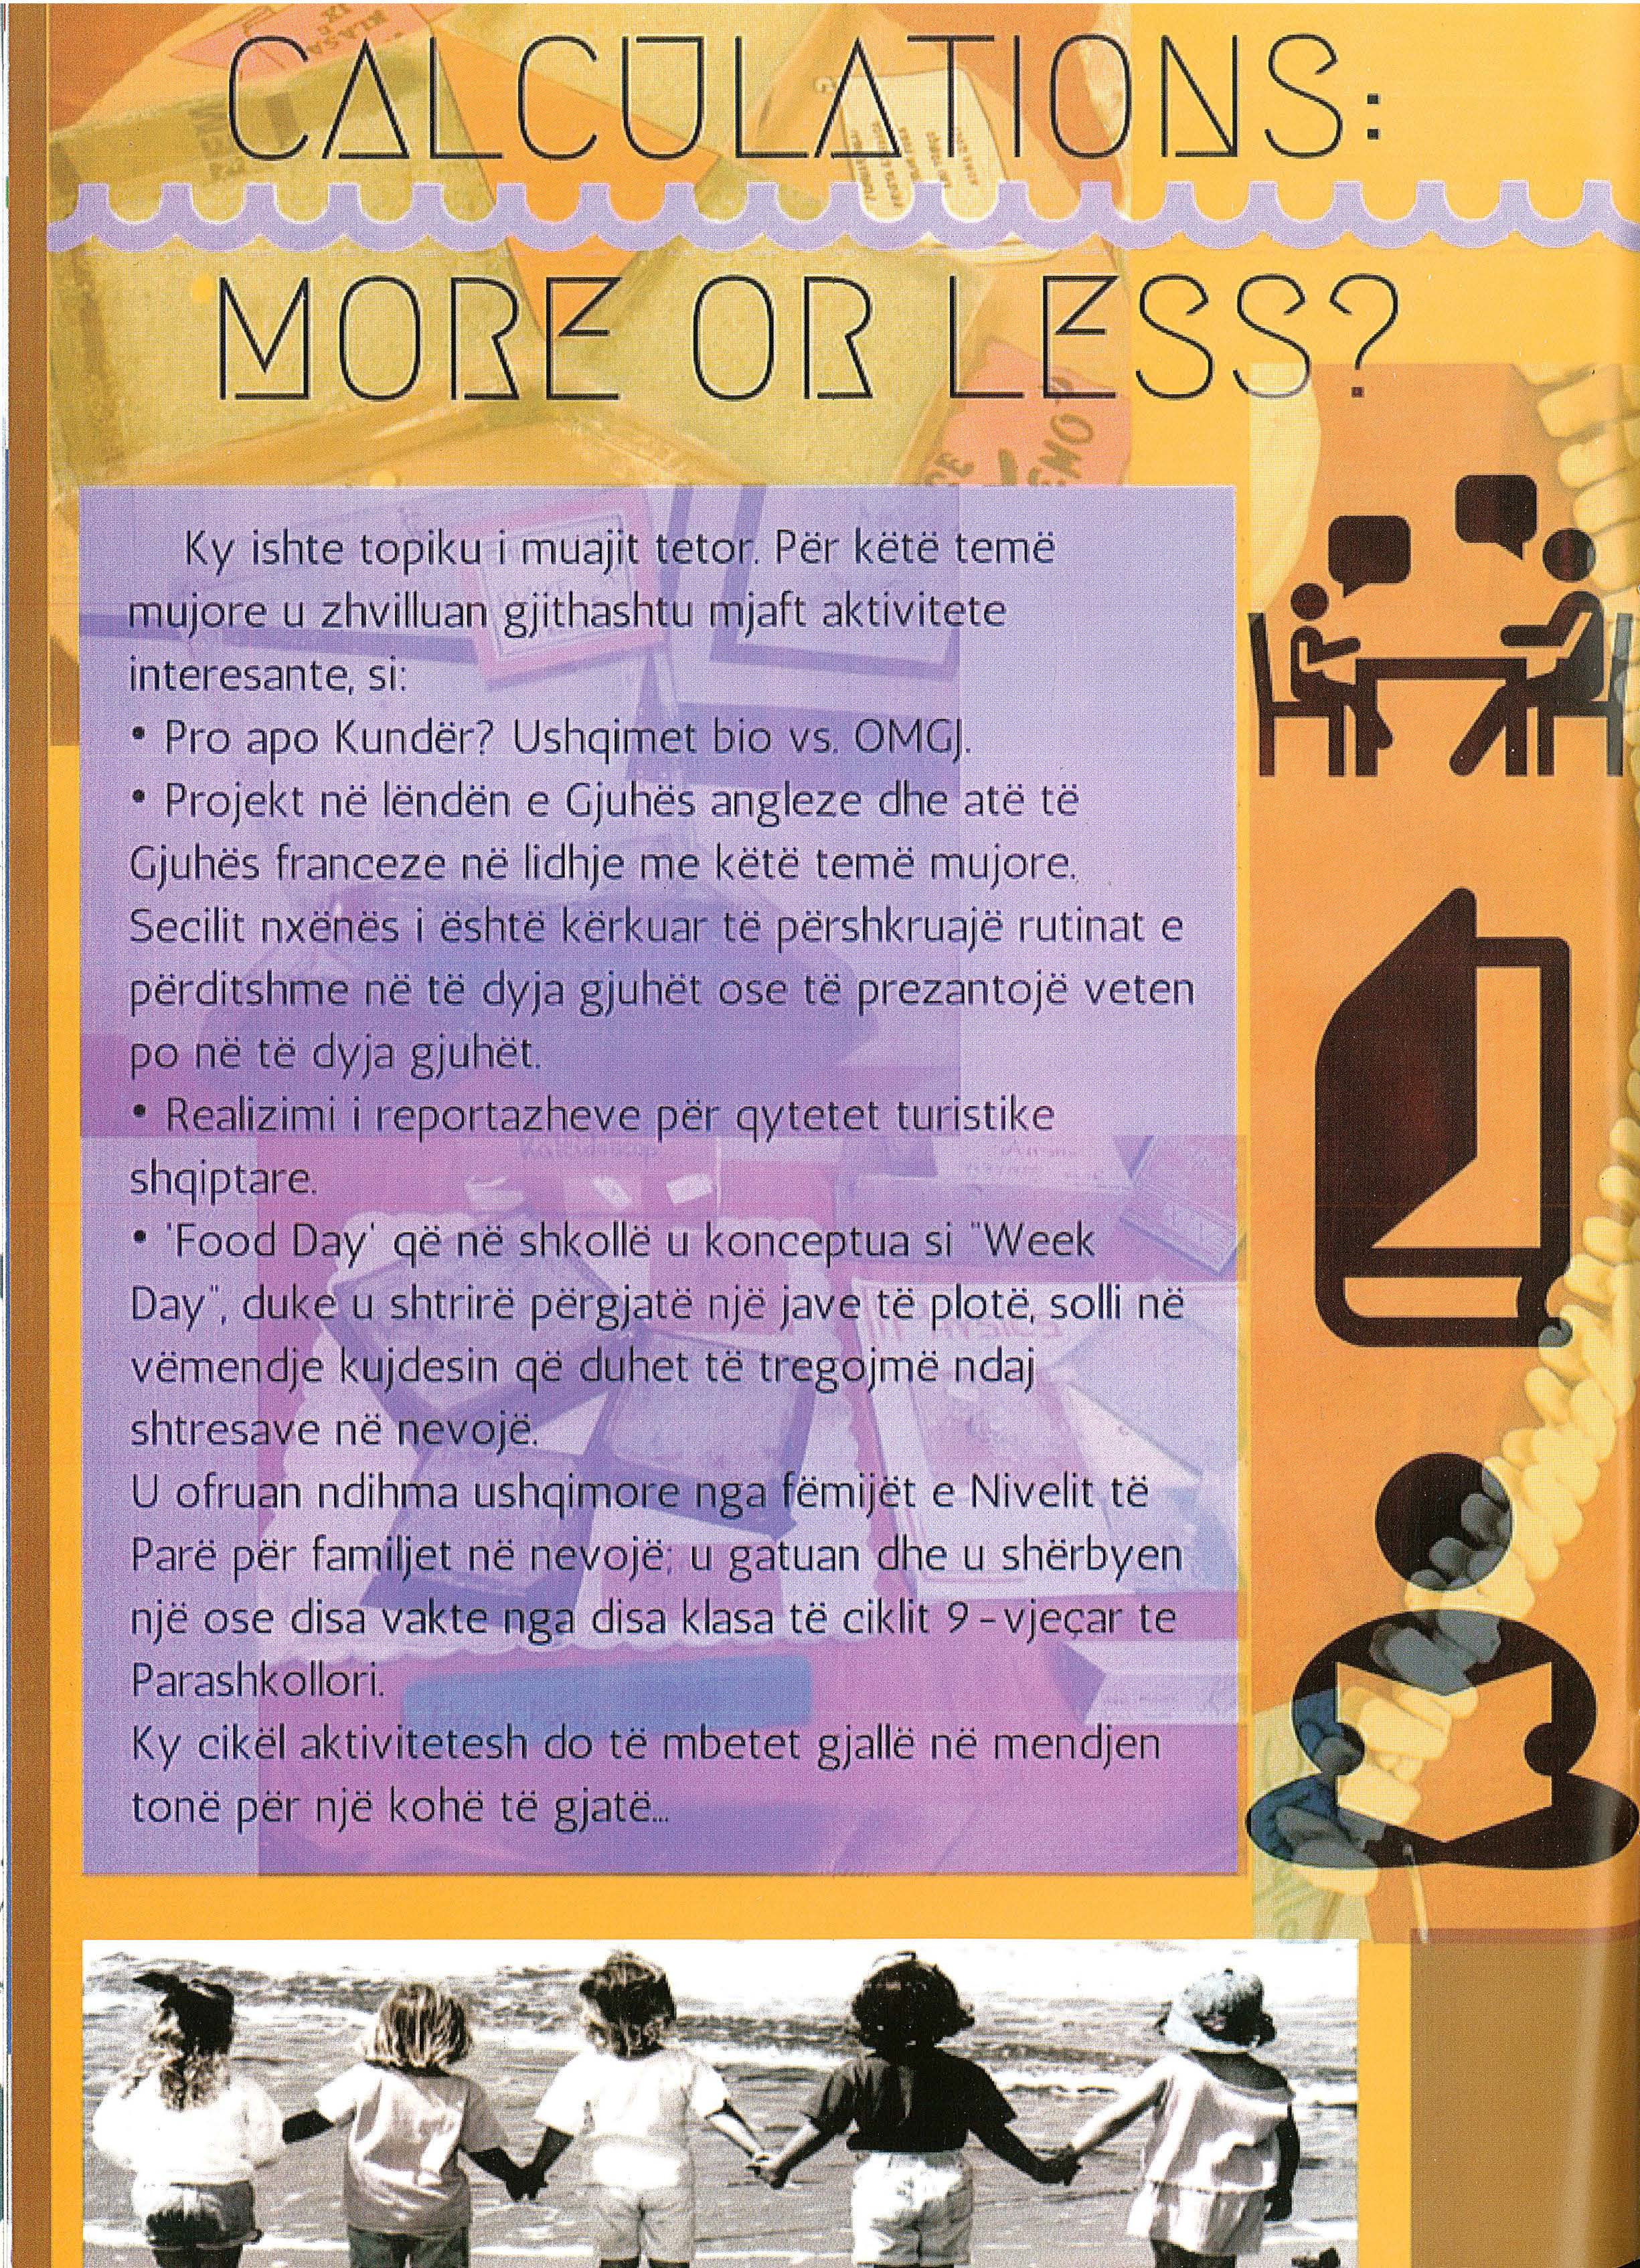 CALCULATIONS:
MORE OR LESS?
Ky ishte topiku i muajit tetor. Për këtë temë
mujore u zhvilluan gjithashtu mjaft aktivitete
interesante, si:
• Pro apo Kundër? Ushqimet bio vs. OMGJ.
• Projekt në lëndën e Gjuhës angleze dhe atë të
Gjuhës franceze në lidhje me këtë temë mujore.
Secilit nxënës i është kërkuar të përshkruajë rutinat e
përditshme në të dyja gjuhët ose të prezantojë veten
po në të dyja gjuhët.
• Realizimi i reportazheve për qytetet turistike
shqiptare.
• 'Food Day' që në shkollë u konceptua si "Week
Day", duke u shtrirë përgjatë një jave të plotë, solli në
vëmendje kujdesin që duhet të tregojmë ndaj
shtresave në nevojë.
U ofruan ndihma ushqimore nga fëmijët e Nivelit të
Parë për familjet në nevojë; u gatuan dhe u shërbyen
një ose disa vakte nga disa klasa të ciklit 9-vjeçar te
Parashkollori.
Ky cikël aktivitetesh do të mbetet gjallë në mendjen
tonë për një kohë të gjatë...